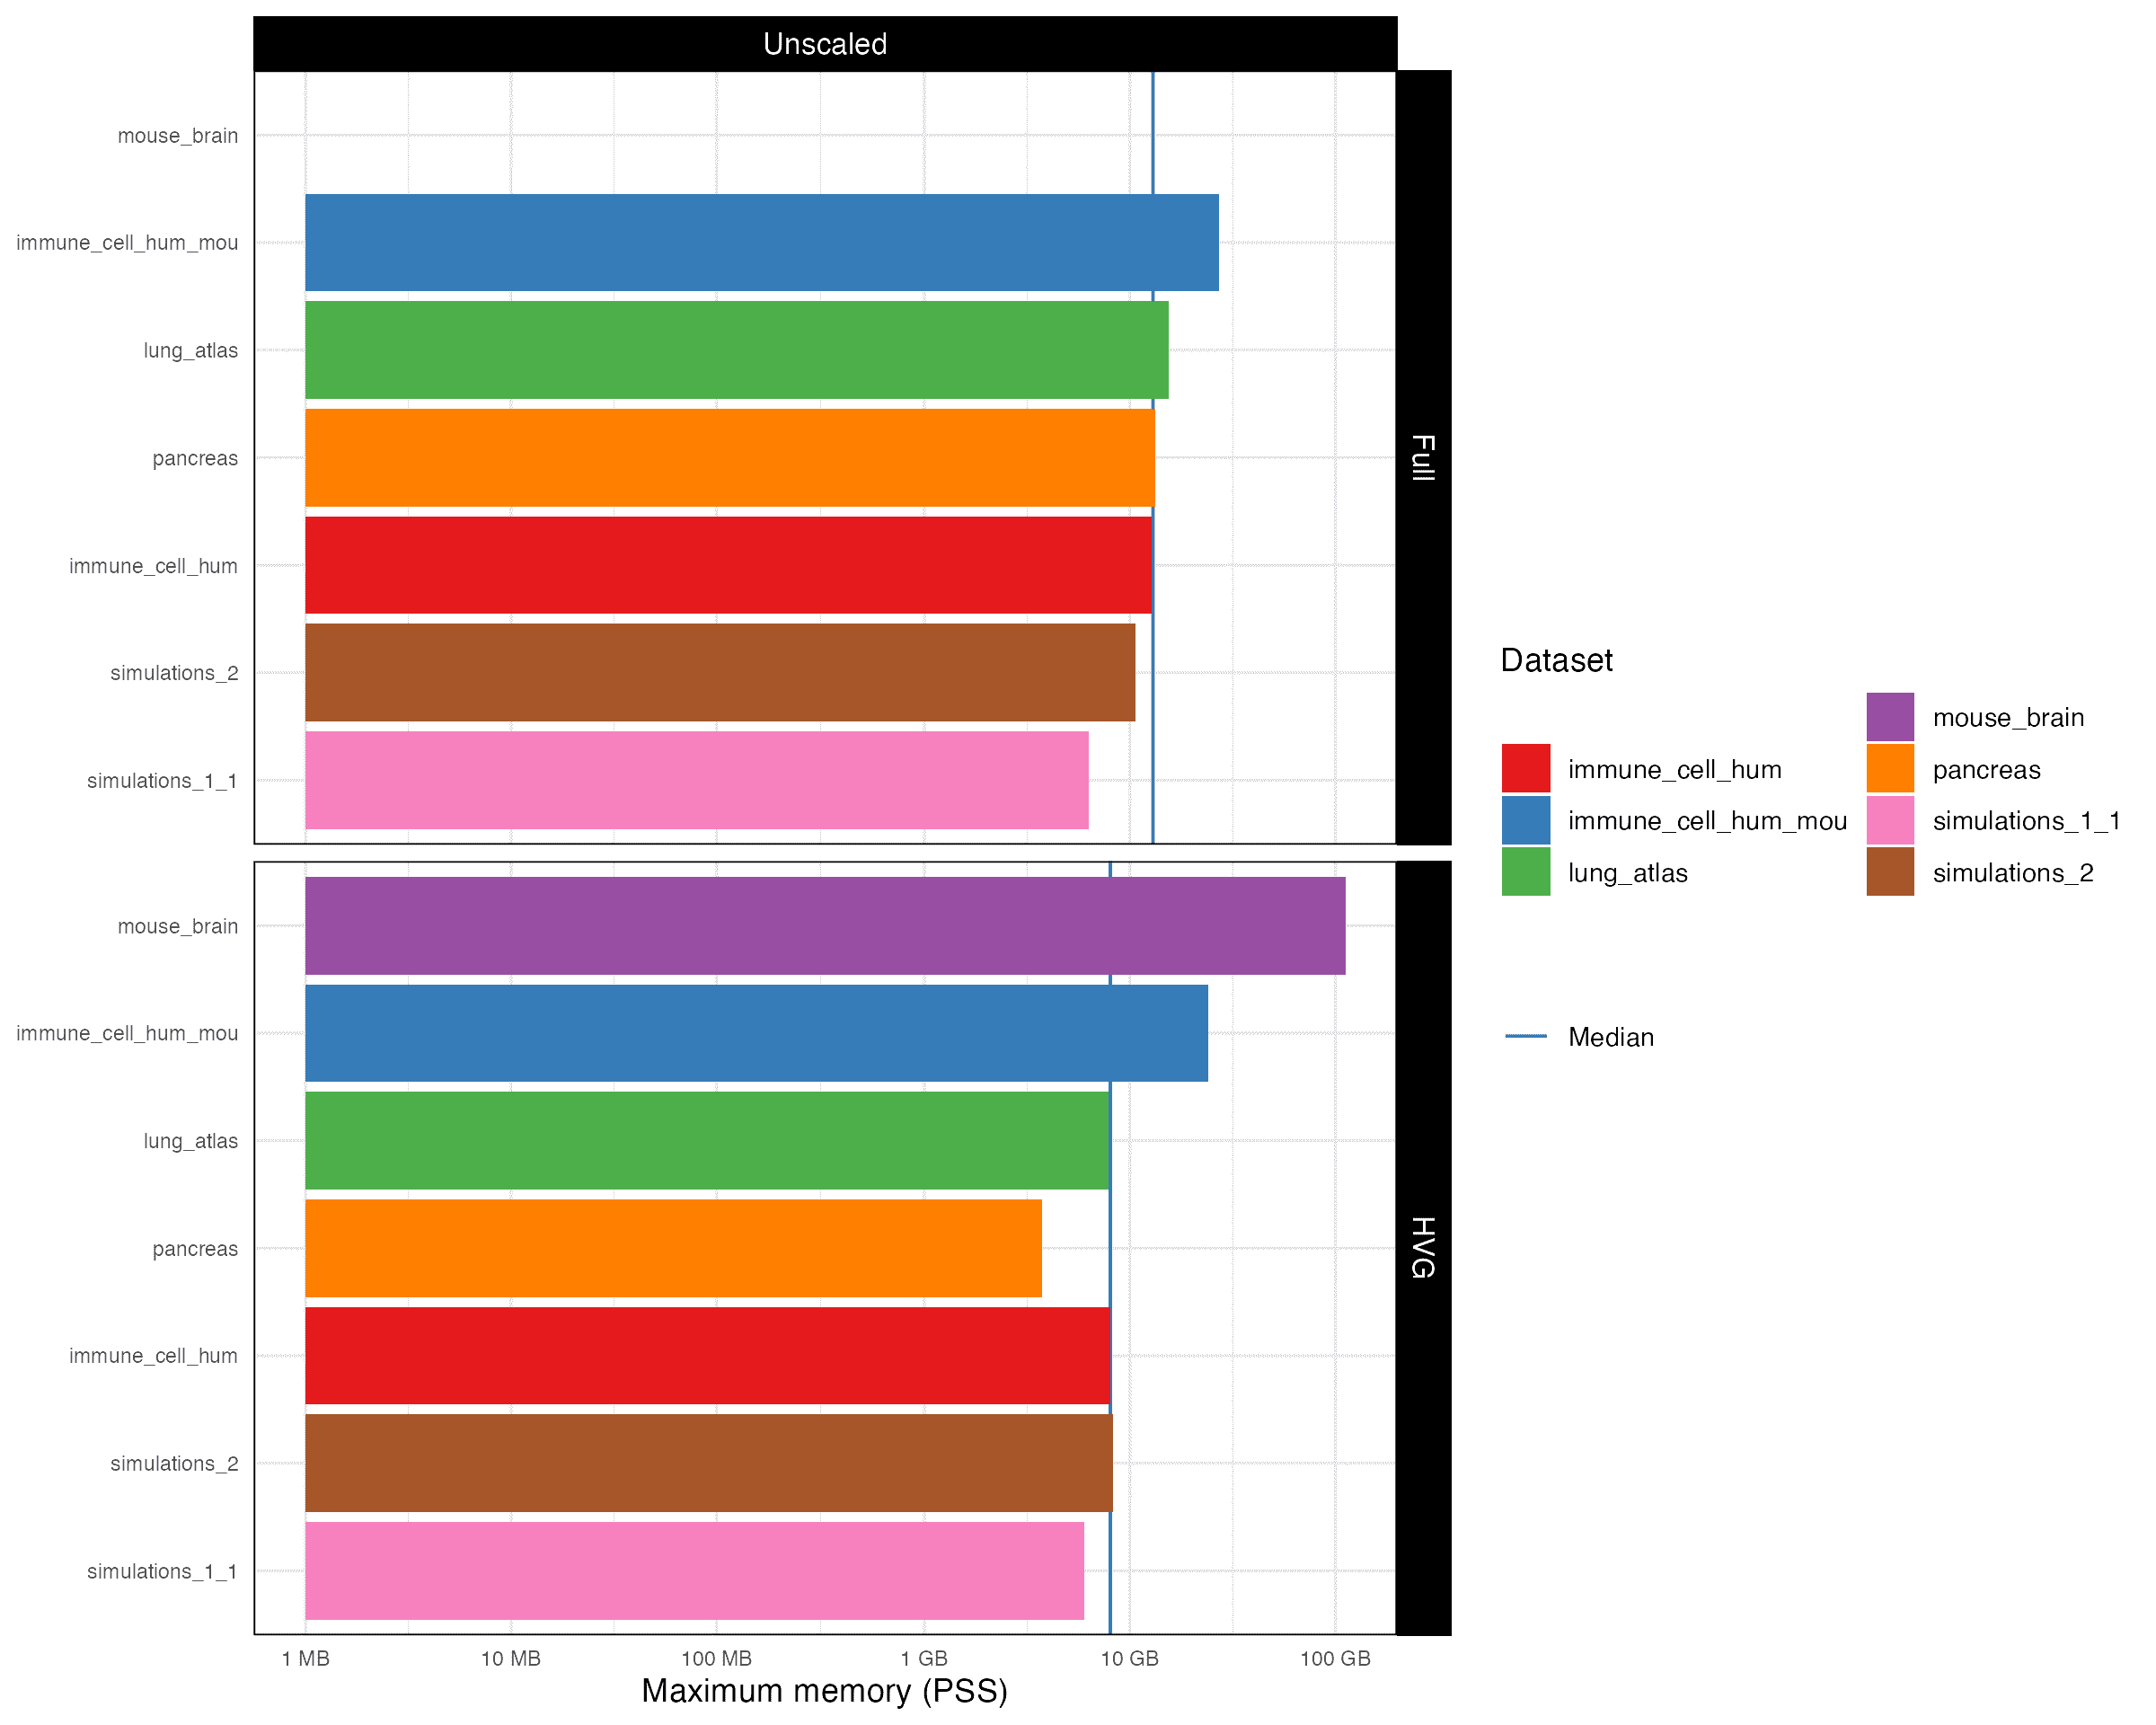 Unscaled
mouse_brain
immune_cell_hum_mou
lung_atlas
pancreas
immune_cell_hum
simulations_2
simulations_1_1
Full
mouse_brain
immune_cell_hum_mou
lung_atlas
pancreas
immune_cell_hum
simulations_2
simulations_1_1
HVG
1 MB 10 MB 100 MB 1 GB 10 GB 100 GB
Maximum memory (PSS)
Dataset
immune_cell_hum
immune_cell_hum_mou
lung_atlas
mouse_brain
pancreas
simulations_1_1
simulations_2
Median